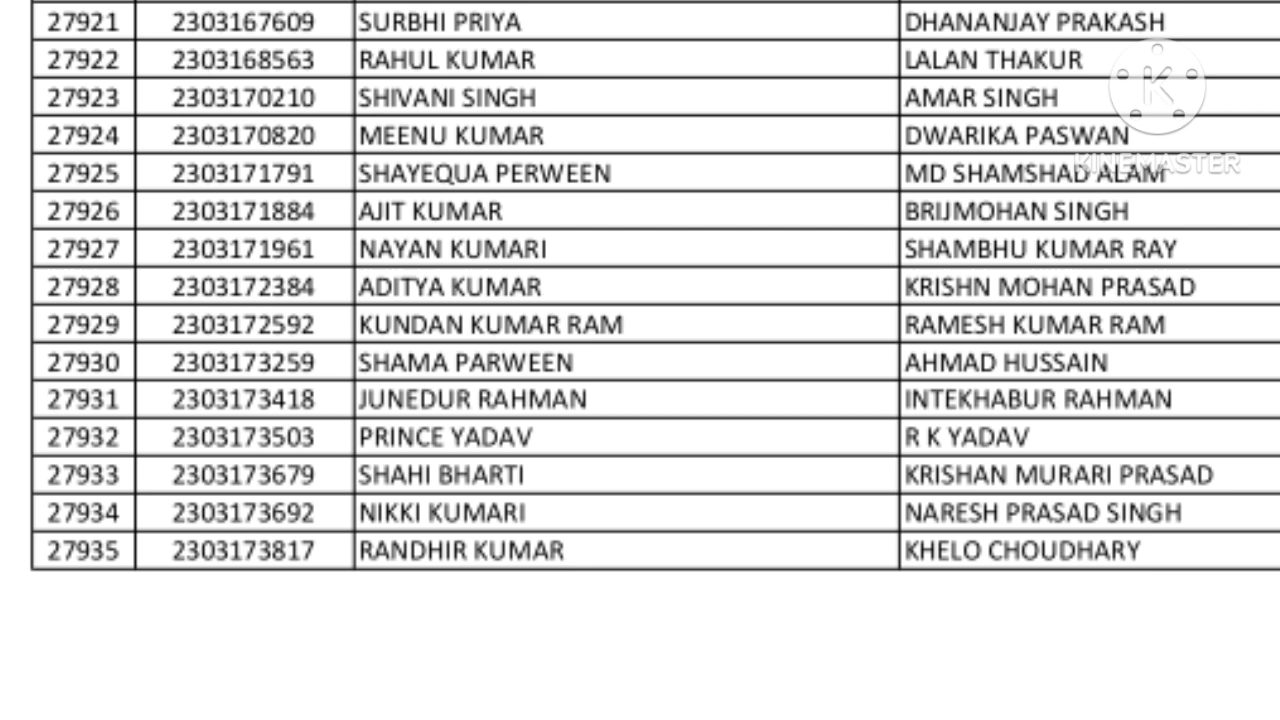 27921 2303167609 SURBHI PRIYA DHANANJAY PRAKASH
27922 2303168563 RAHUL KUMAR LALAN THAKUR
27923 2303170210 SHIVANI SINGH AMAR SINGH
K
27924 2303170820 MEENU KUMAR DWARIKA PASWAN
KINEMASTER
27925 2303171791 SHAYEQUA PERWEEN MD SHAMSHAD ALAM
27926 2303171884 AJIT KUMAR BRIJMOHAN SINGH
27927 2303171961 NAYAN KUMARI SHAMBHU KUMAR RAY
27928 2303172384 ADITYA KUMAR KRISHN MOHAN PRASAD
27929 2303172592 KUNDAN KUMAR RAM RAMESH KUMAR RAM
27930 2303173259 SHAMA PARWEEN AHMAD HUSSAIN
27931 2303173418 JUNEDUR RAHMAN INTEKHABUR RAHMAN
27932 2303173503 PRINCE YADAV R K YADAV
27933 2303173679 SHAHI BHARTI KRISHAN MURARI PRASAD
27934 2303173692 NIKKI KUMARI NARESH PRASAD SINGH
27935 2303173817 RANDHIR KUMAR KHELO CHOUDHARY